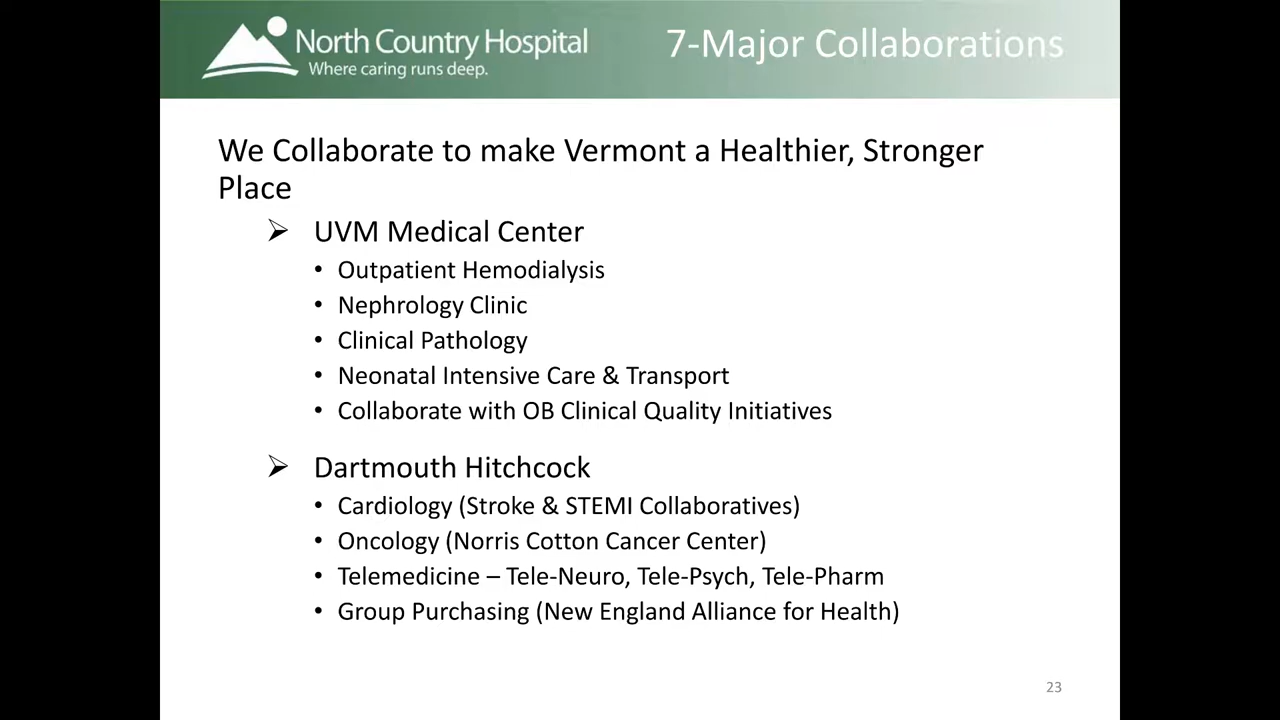 North Country Hospital
Where caring runs deep.
7-Major Collaborations
We Collaborate to make Vermont a Healthier, Stronger
Place
➢ UVM Medical Center
• Outpatient Hemodialysis
• Nephrology Clinic
• Clinical Pathology
• Neonatal Intensive Care & Transport
• Collaborate with OB Clinical Quality Initiatives
➢ Dartmouth Hitchcock
• Cardiology (Stroke & STEMI Collaboratives)
• Oncology (Norris Cotton Cancer Center)
• Telemedicine – Tele-Neuro, Tele-Psych, Tele-Pharm
• Group Purchasing (New England Alliance for Health)
23